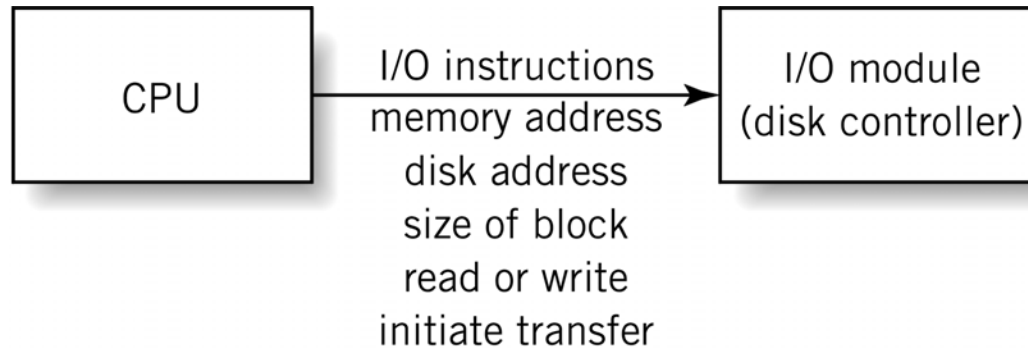 CPU
I/O instructions
memory address
disk address
size of block
read or write
initiate transfer
I/O module
(disk controller)